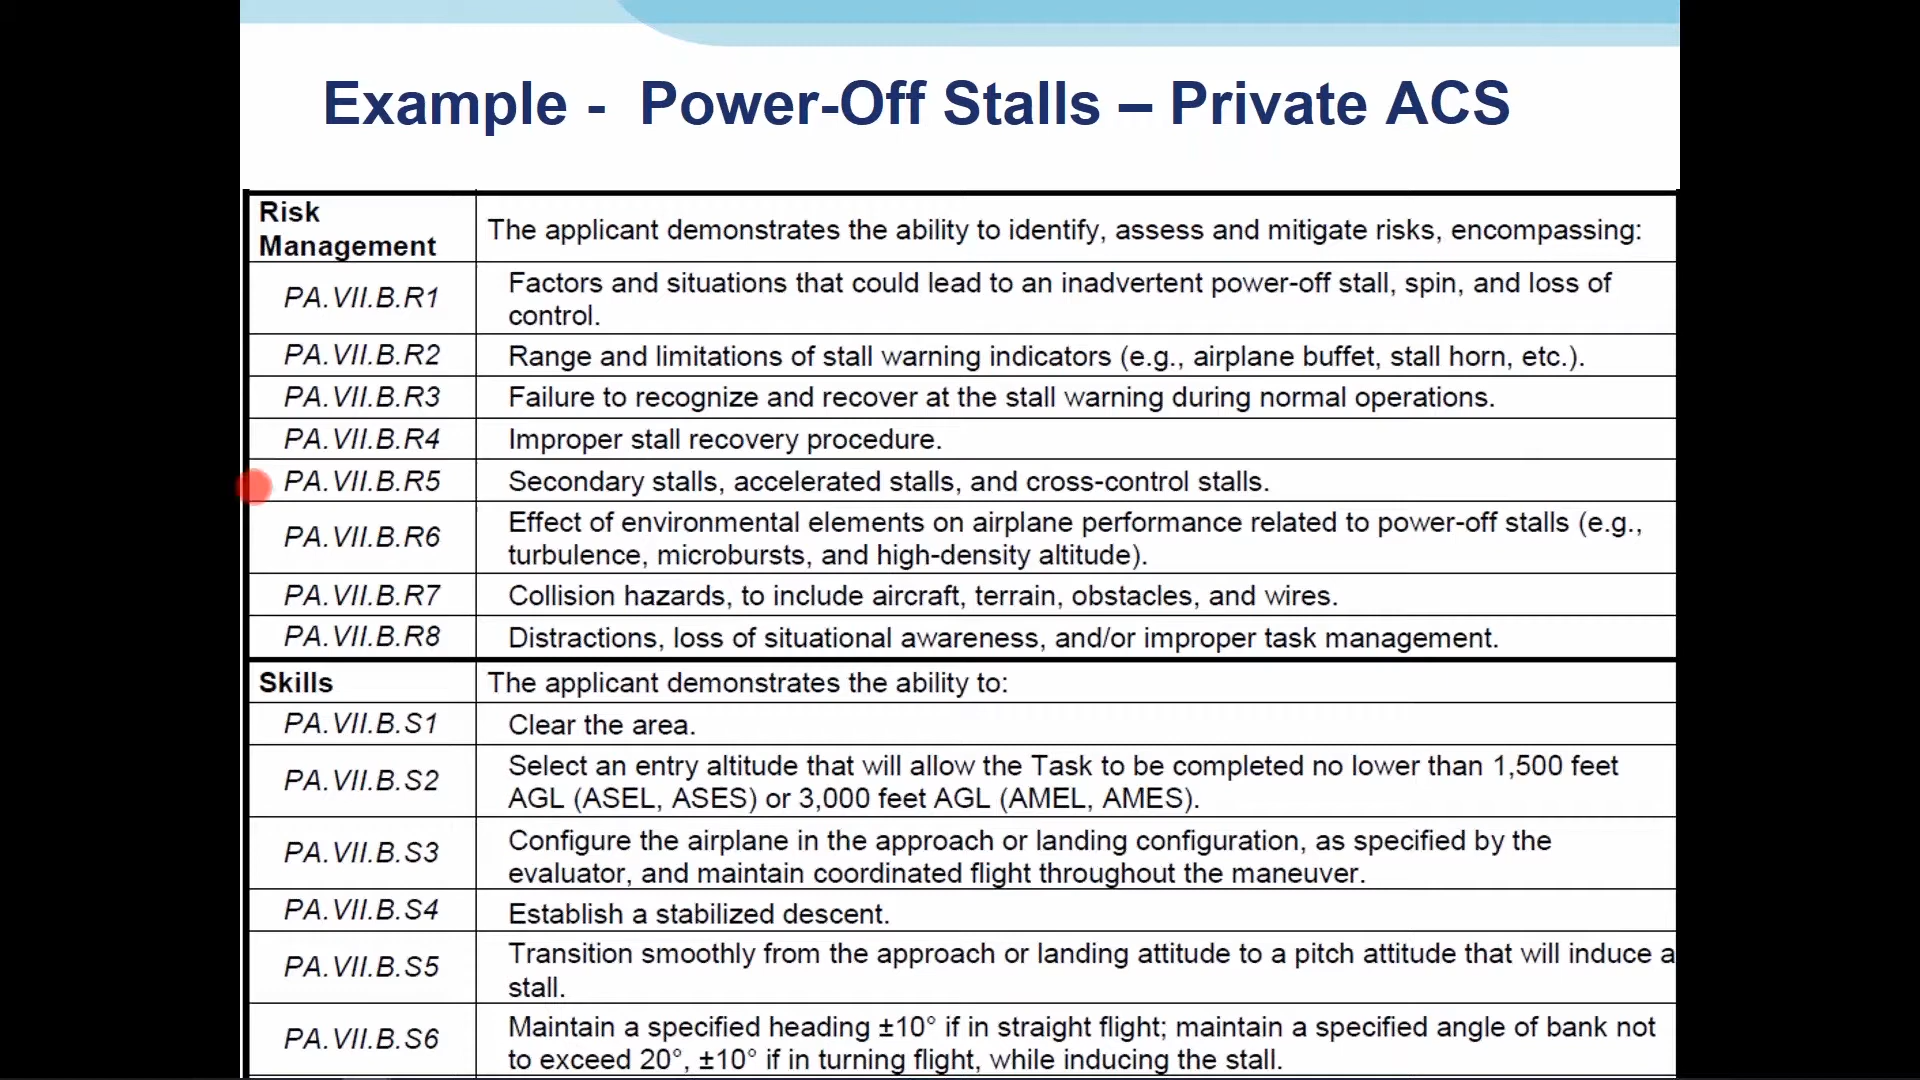 Example -  Power-Off Stalls – Private ACS
Risk
Management
The applicant demonstrates the ability to identify, assess and mitigate risks, encompassing:
PA.VII.B.R1
Factors and situations that could lead to an inadvertent power-off stall, spin, and loss of
control.
PA.VII.B.R2
Range and limitations of stall warning indicators (e.g., airplane buffet, stall horn, etc.).
PA.VII.B.R3
Failure to recognize and recover at the stall warning during normal operations.
PA.VII.B.R4
Improper stall recovery procedure.
PA.VII.B.R5
Secondary stalls, accelerated stalls, and cross-control stalls.
PA.VII.B.R6
Effect of environmental elements on airplane performance related to power-off stalls (e.g.,
turbulence, microbursts, and high-density altitude).
PA.VII.B.R7
Collision hazards, to include aircraft, terrain, obstacles, and wires.
PA.VII.B.R8
Distractions, loss of situational awareness, and/or improper task management.
Skills
The applicant demonstrates the ability to:
PA.VII.B.S1
Clear the area.
PA.VII.B.S2
Select an entry altitude that will allow the Task to be completed no lower than 1,500 feet
AGL (ASEL, ASES) or 3,000 feet AGL (AMEL, AMES).
PA.VII.B.S3
Configure the airplane in the approach or landing configuration, as specified by the
evaluator, and maintain coordinated flight throughout the maneuver.
PA.VII.B.S4
Establish a stabilized descent.
PA.VII.B.S5
Transition smoothly from the approach or landing attitude to a pitch attitude that will induce a
stall.
PA.VII.B.S6
Maintain a specified heading ±10° if in straight flight; maintain a specified angle of bank not
to exceed 20°, ±10° if in turning flight, while inducing the stall.